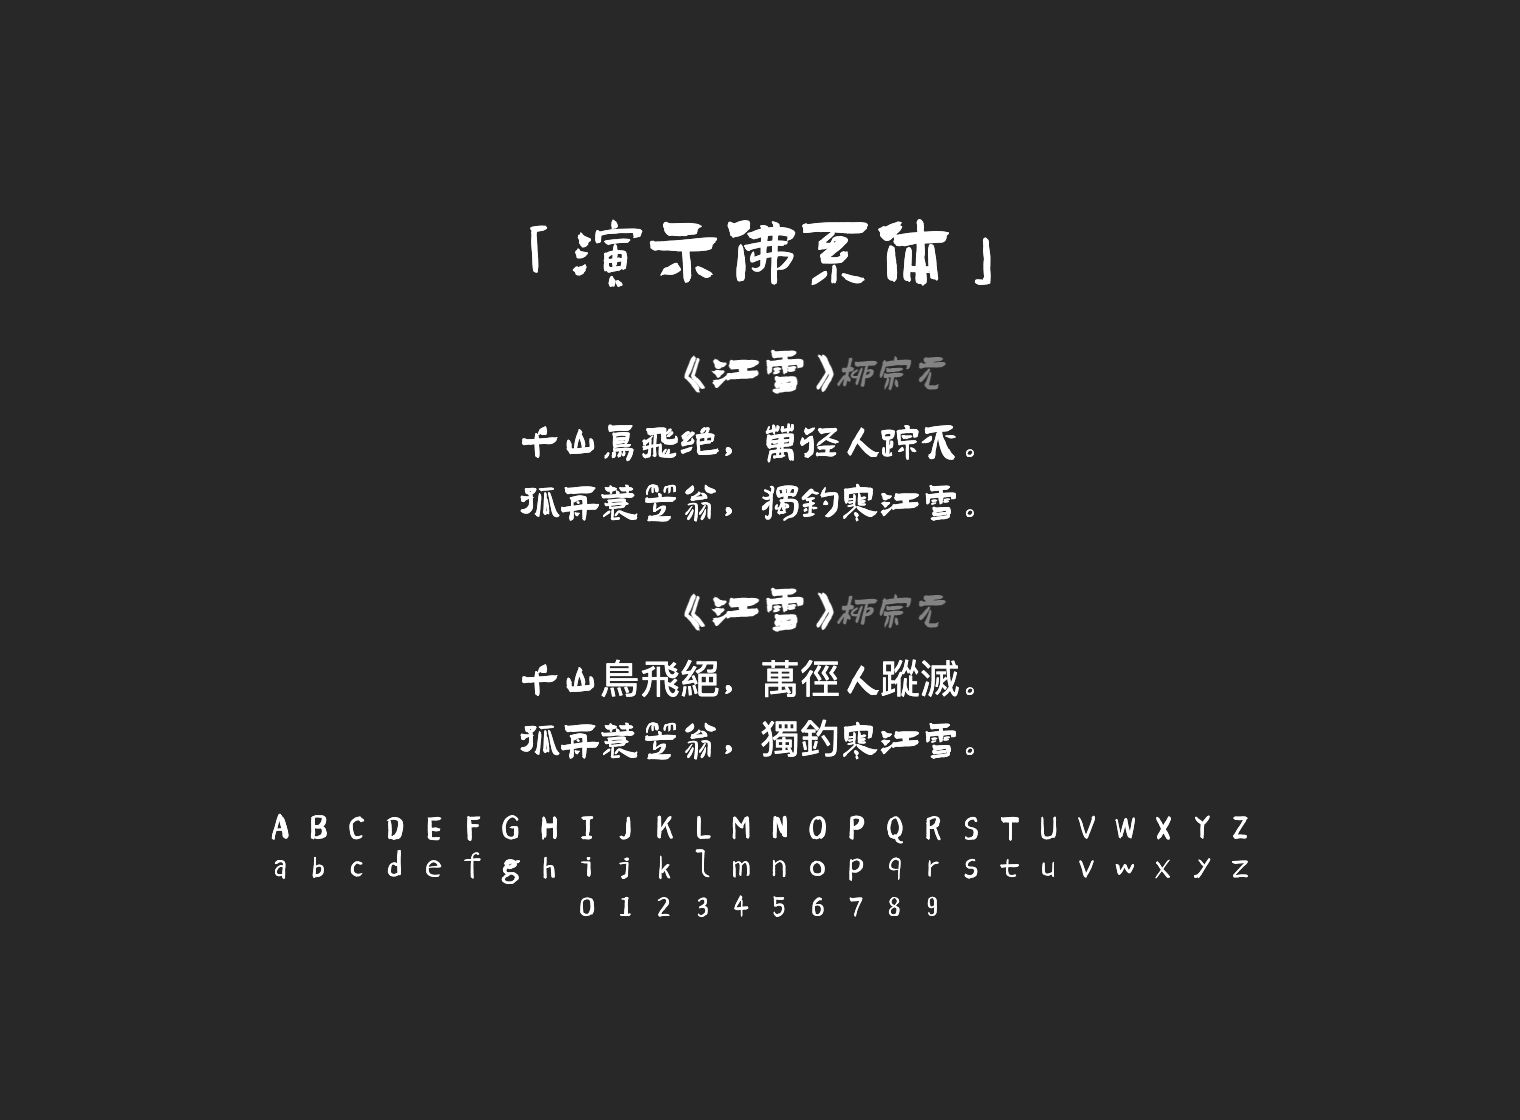 「演示佛系体」
《江雪》柳宗元
千山鳥飛绝，萬径人踪灭。
孤舟蓑笠翁，獨釣寒江雪。
《江雪》柳宗元
千山鳥飛絕，萬徑人蹤滅。
孤舟蓑笠翁，獨釣寒江雪。
A B C D E F G H I J K L M N O P Q R S T U V W X Y Z
a b c d e f g h i j k l m n o p q r s t u v w x y z
0 1 2 3 4 5 6 7 8 9